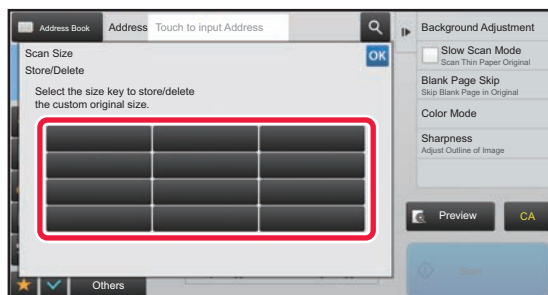 Address Book
Address
Touch to input Address
Scan Size
OK
Store/Delete
Select the size key to store/delete
the custom original size.
Others
Background Adjustment
Slow Scan Mode
Scan Thin Paper Original
Blank Page Skip
Skip Blank Page in Original
Color Mode
Sharpness
Adjust Outline of Image
Preview
CA
Start